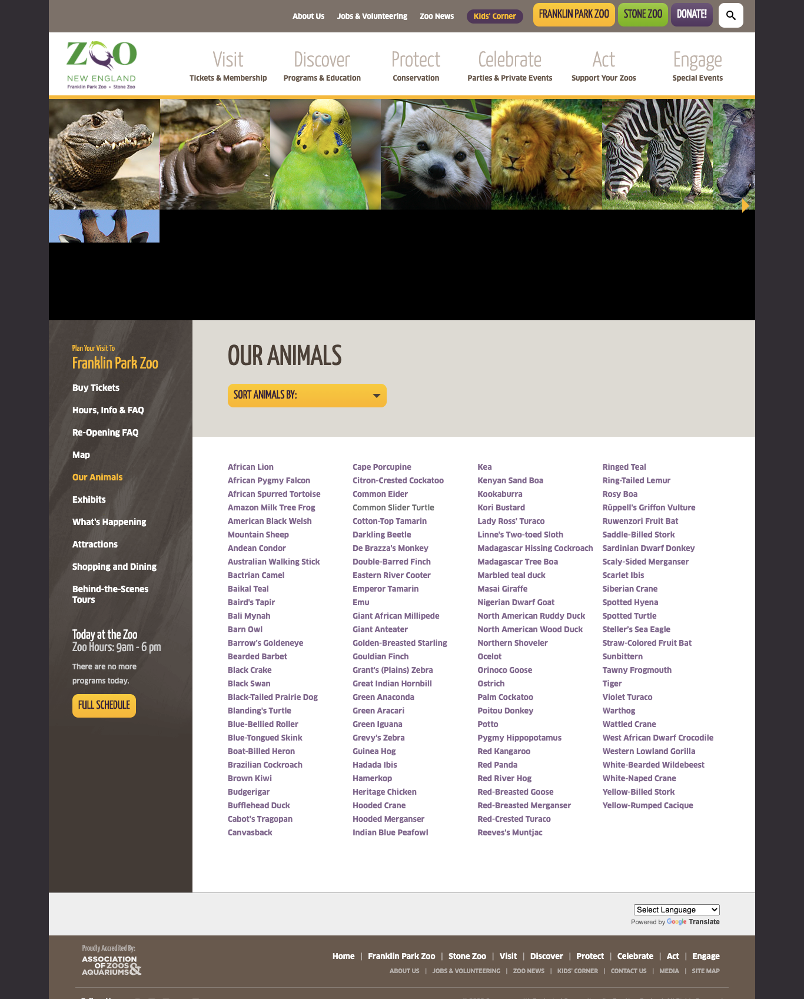 About Us
Jobs & Volunteering
Zoo News
Kids' Corner
FRANKLIN PARK ZOO
STONE ZOO
DONATE!
ZOO
NEW ENGLAND
Franklin Park Zoo • Stone Zoo
Visit
Tickets & Membership
Discover
Programs & Education
Protect
Conservation
Celebrate
Parties & Private Events
Act
Support Your Zoos
Engage
Special Events
Plan Your Visit To
Franklin Park Zoo
Buy Tickets
Hours, Info & FAQ
Re-Opening FAQ
Map
Our Animals
Exhibits
What's Happening
Attractions
Shopping and Dining
Behind-the-Scenes
Tours
Today at the Zoo
Zoo Hours: 9am - 6 pm
There are no more
programs today.
FULL SCHEDULE
OUR ANIMALS
SORT ANIMALS BY:
African Lion
African Pygmy Falcon
African Spurred Tortoise
Amazon Milk Tree Frog
American Black Welsh
Mountain Sheep
Andean Condor
Australian Walking Stick
Bactrian Camel
Baikal Teal
Baird's Tapir
Bali Mynah
Barn Owl
Barrow's Goldeneye
Bearded Barbet
Black Crake
Black Swan
Black-Tailed Prairie Dog
Blanding's Turtle
Blue-Bellied Roller
Blue-Tongued Skink
Boat-Billed Heron
Brazilian Cockroach
Brown Kiwi
Budgerigar
Bufflehead Duck
Cabot's Tragopan
Canvasback
Cape Porcupine
Citron-Crested Cockatoo
Common Eider
Common Slider Turtle
Cotton-Top Tamarin
Darkling Beetle
De Brazza's Monkey
Double-Barred Finch
Eastern River Cooter
Emperor Tamarin
Emu
Giant African Millipede
Giant Anteater
Golden-Breasted Starling
Gouldian Finch
Grant's (Plains) Zebra
Great Indian Hornbill
Green Anaconda
Green Aracari
Green Iguana
Grevy's Zebra
Guinea Hog
Hadada Ibis
Hamerkop
Heritage Chicken
Hooded Crane
Hooded Merganser
Indian Blue Peafowl
Kea
Kenyan Sand Boa
Kookaburra
Kori Bustard
Lady Ross' Turaco
Linne's Two-toed Sloth
Madagascar Hissing Cockroach
Madagascar Tree Boa
Marbled teal duck
Masai Giraffe
Nigerian Dwarf Goat
North American Ruddy Duck
North American Wood Duck
Northern Shoveler
Ocelot
Orinoco Goose
Ostrich
Palm Cockatoo
Poitou Donkey
Potto
Pygmy Hippopotamus
Red Kangaroo
Red Panda
Red River Hog
Red-Breasted Goose
Red-Breasted Merganser
Red-Crested Turaco
Reeves's Muntjac
Ringed Teal
Ring-Tailed Lemur
Rosy Boa
Rüppell's Griffon Vulture
Ruwenzori Fruit Bat
Saddle-Billed Stork
Sardinian Dwarf Donkey
Scaly-Sided Merganser
Scarlet Ibis
Siberian Crane
Spotted Hyena
Spotted Turtle
Steller's Sea Eagle
Straw-Colored Fruit Bat
Sunbittern
Tawny Frogmouth
Tiger
Violet Turaco
Warthog
Wattled Crane
West African Dwarf Crocodile
Western Lowland Gorilla
White-Bearded Wildebeest
White-Naped Crane
Yellow-Billed Stork
Yellow-Rumped Cacique
Select Language
Powered by Google Translate
Proudly Accredited By:
ASSOCIATION
OF ZOOS
AQUARIUMS &
Home | Franklin Park Zoo | Stone Zoo | Visit | Discover | Protect | Celebrate | Act | Engage
ABOUT US | JOBS & VOLUNTEERING | ZOO NEWS | KIDS' CORNER | CONTACT US | MEDIA | SITE MAP